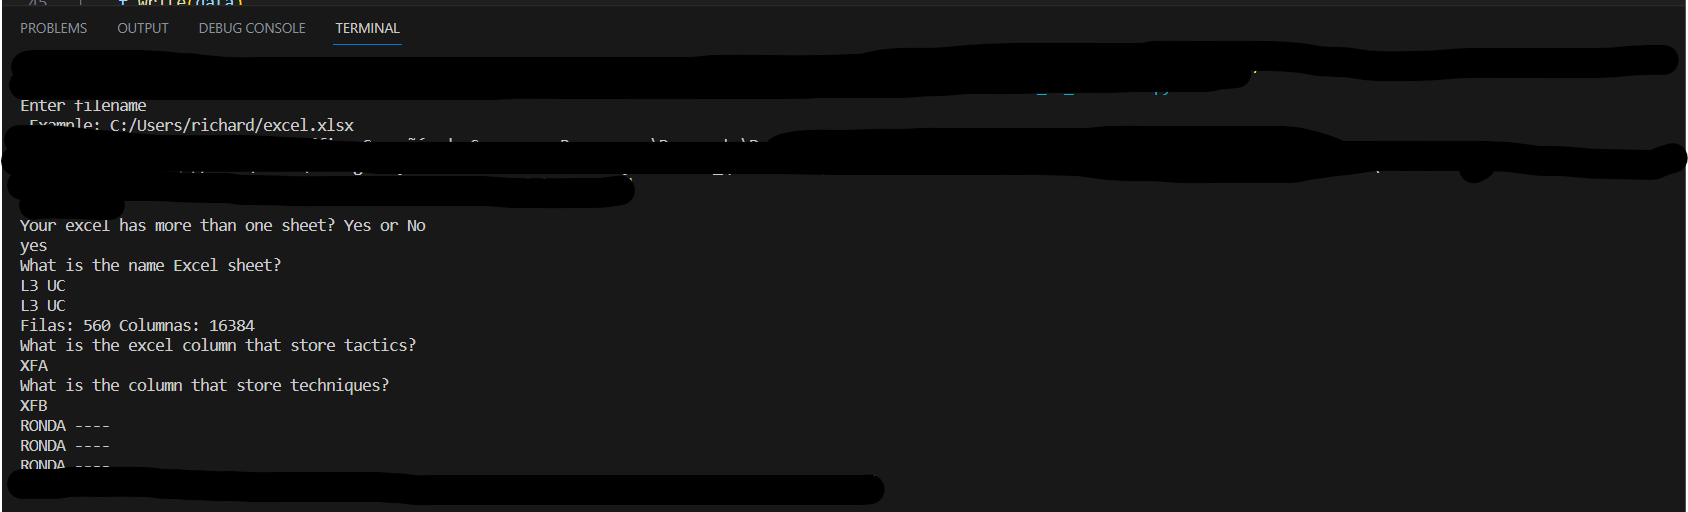 45 f.write(data)
PROBLEMS OUTPUT DEBUG CONSOLE TERMINAL
Enter filename
Example: C:/Users/richard/excel.xlsx
Your excel has more than one sheet? Yes or No
yes
What is the name Excel sheet?
L3 UC
L3 UC
Filas: 560 Columnas: 16384
What is the excel column that store tactics?
XFA
What is the column that store techniques?
XFB
RONDA ----
RONDA ----
RONDA ----